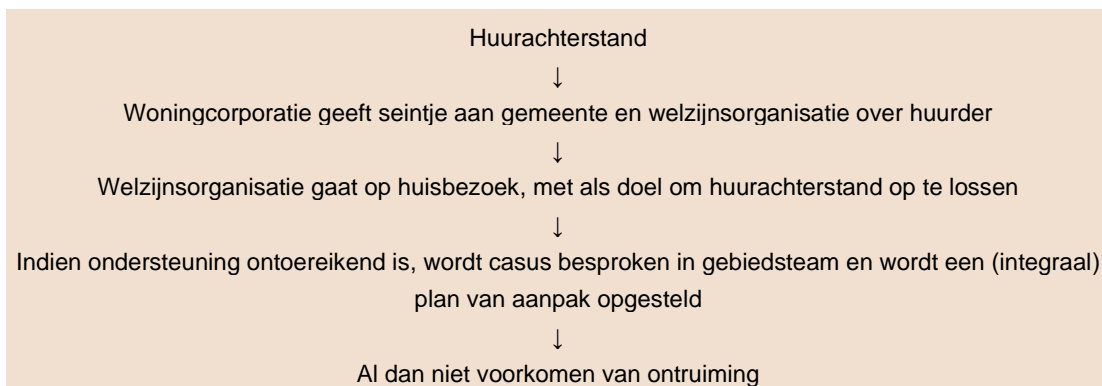 Huurachterstand
↓
Woningcorporatie geeft seintje aan gemeente en welzijnsorganisatie over huurder
↓
Welzijnsorganisatie gaat op huisbezoek, met als doel om huurachterstand op te lossen
↓
Indien ondersteuning ontoereikend is, wordt casus besproken in gebiedsteam en wordt een (integraal)
plan van aanpak opgesteld
↓
Al dan niet voorkomen van ontruiming